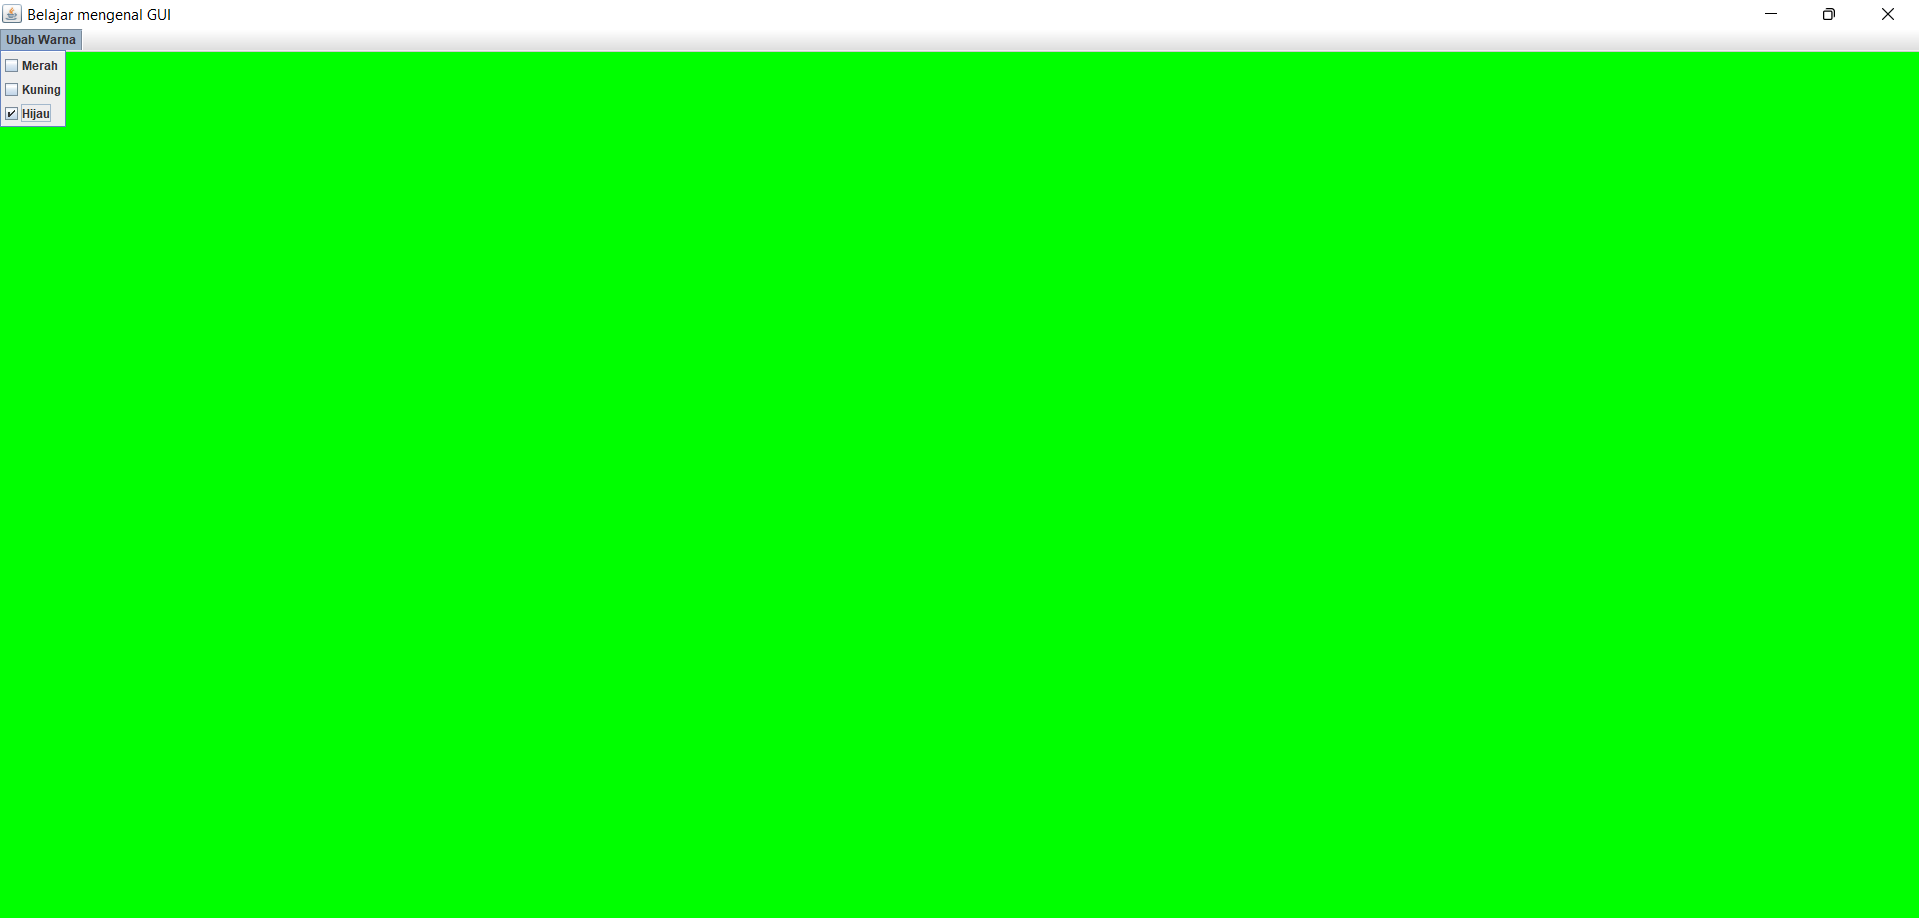 Belajar mengenal GUI
Ubah Warna
Merah
Kuning
Hijau